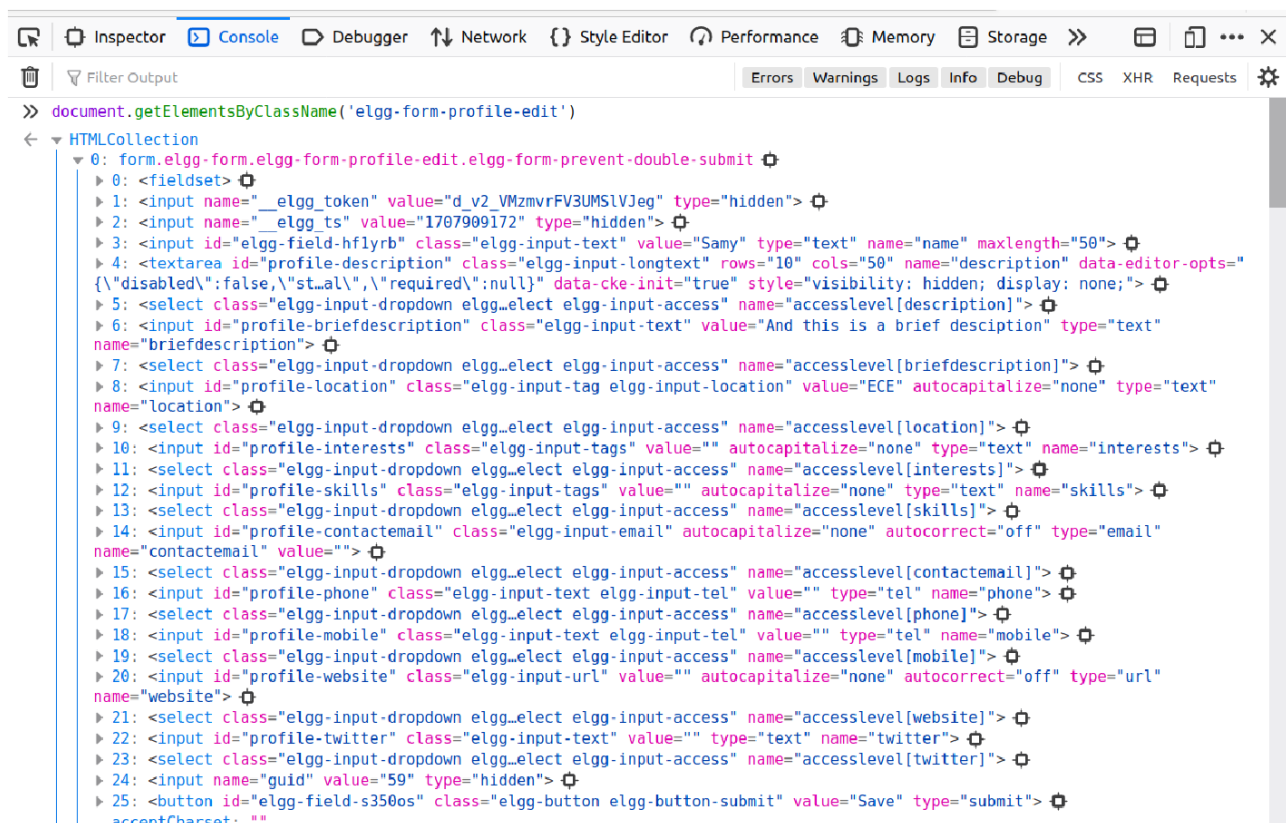 Inspector Console Debugger Network {} Style Editor Performance Memory Storage
Filter Output Errors Warnings Logs Info Debug CSS XHR Requests
document.getElementsByClassName('elgg-form-profile-edit')
HTMLCollection
0: form.elgg-form.elgg-form-profile-edit.elgg-form-prevent-double-submit
0: <fieldset>
1: <input name="__elgg_token" value="d_v2_VMzmvrFV3UMSlVJeg" type="hidden">
2: <input name="__elgg_ts" value="1707909172" type="hidden">
3: <input id="elgg-field-hf1yrb" class="elgg-input-text" value="Samy" type="text" name="name" maxlength="50">
4: <textarea id="profile-description" class="elgg-input-longtext" rows="10" cols="50" name="description" data-editor-opts="
{\"disabled\":false,\"st…al\",\"required\":null}" data-cke-init="true" style="visibility: hidden; display: none;">
5: <select class="elgg-input-dropdown elgg…elect elgg-input-access" name="accesslevel[description]">
6: <input id="profile-briefdescription" class="elgg-input-text" value="And this is a brief desciption" type="text"
name="briefdescription">
7: <select class="elgg-input-dropdown elgg…elect elgg-input-access" name="accesslevel[briefdescription]">
8: <input id="profile-location" class="elgg-input-tag elgg-input-location" value="ECE" autocapitalize="none" type="text"
name="location">
9: <select class="elgg-input-dropdown elgg…elect elgg-input-access" name="accesslevel[location]">
10: <input id="profile-interests" class="elgg-input-tags" value="" autocapitalize="none" type="text" name="interests">
11: <select class="elgg-input-dropdown elgg…elect elgg-input-access" name="accesslevel[interests]">
12: <input id="profile-skills" class="elgg-input-tags" value="" autocapitalize="none" type="text" name="skills">
13: <select class="elgg-input-dropdown elgg…elect elgg-input-access" name="accesslevel[skills]">
14: <input id="profile-contactemail" class="elgg-input-email" autocapitalize="none" autocorrect="off" type="email"
name="contactemail" value="">
15: <select class="elgg-input-dropdown elgg…elect elgg-input-access" name="accesslevel[contactemail]">
16: <input id="profile-phone" class="elgg-input-text elgg-input-tel" value="" type="tel" name="phone">
17: <select class="elgg-input-dropdown elgg…elect elgg-input-access" name="accesslevel[phone]">
18: <input id="profile-mobile" class="elgg-input-text elgg-input-tel" value="" type="tel" name="mobile">
19: <select class="elgg-input-dropdown elgg…elect elgg-input-access" name="accesslevel[mobile]">
20: <input id="profile-website" class="elgg-input-url" value="" autocapitalize="none" autocorrect="off" type="url"
name="website">
21: <select class="elgg-input-dropdown elgg…elect elgg-input-access" name="accesslevel[website]">
22: <input id="profile-twitter" class="elgg-input-text" value="" type="text" name="twitter">
23: <select class="elgg-input-dropdown elgg…elect elgg-input-access" name="accesslevel[twitter]">
24: <input name="guid" value="59" type="hidden">
25: <button id="elgg-field-s350os" class="elgg-button elgg-button-submit" value="Save" type="submit">
acceptCharset: ""